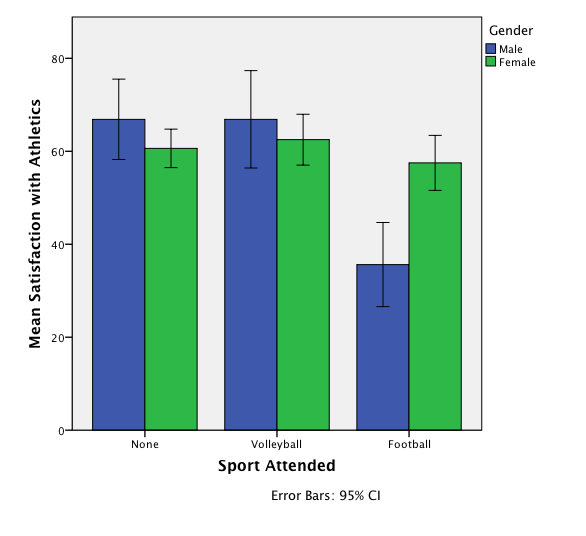 Gender
Male
Female
Mean Satisfaction with Athletics
80
60
40
20
0
None Volleyball Football
Sport Attended
Error Bars: 95% CI